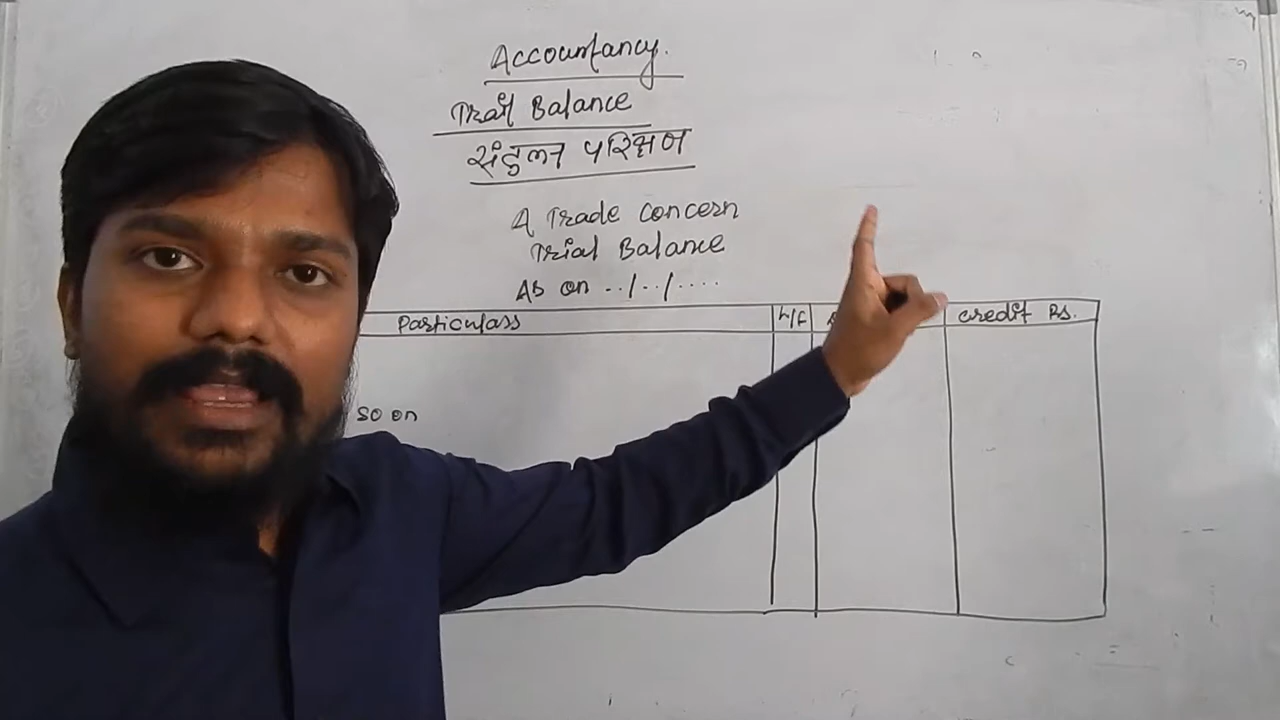 Accountancy.
Trail Balance
संतुलन परिक्षण
A Trade Concern
Trial Balance
As on ../../....
Particulars L/F Credit Rs.
so on